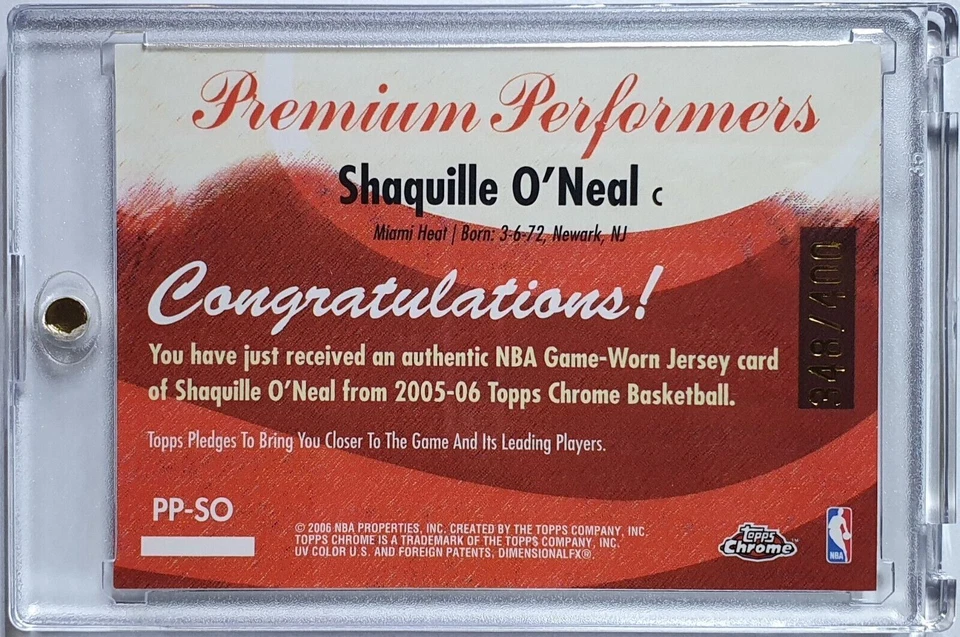 Premium Performers
Shaquille O'Neal C
Miami Heat | Born: 3-6-72, Newark, NJ
Congratulations!
You have just received an authentic NBA Game-Worn Jersey card
of Shaquille O'Neal from 2005-06 Topps Chrome Basketball.
348/400
Topps Pledges To Bring You Closer To The Game And Its Leading Players.
PP-SO
© 2006 NBA PROPERTIES, INC. CREATED BY THE TOPPS COMPANY, INC.
TOPPS CHROME IS A TRADEMARK OF THE TOPPS COMPANY, INC.
UV COLOR U.S. AND FOREIGN PATENTS, DIMENSIONALFX®.
Topps
Chrome™
NBA